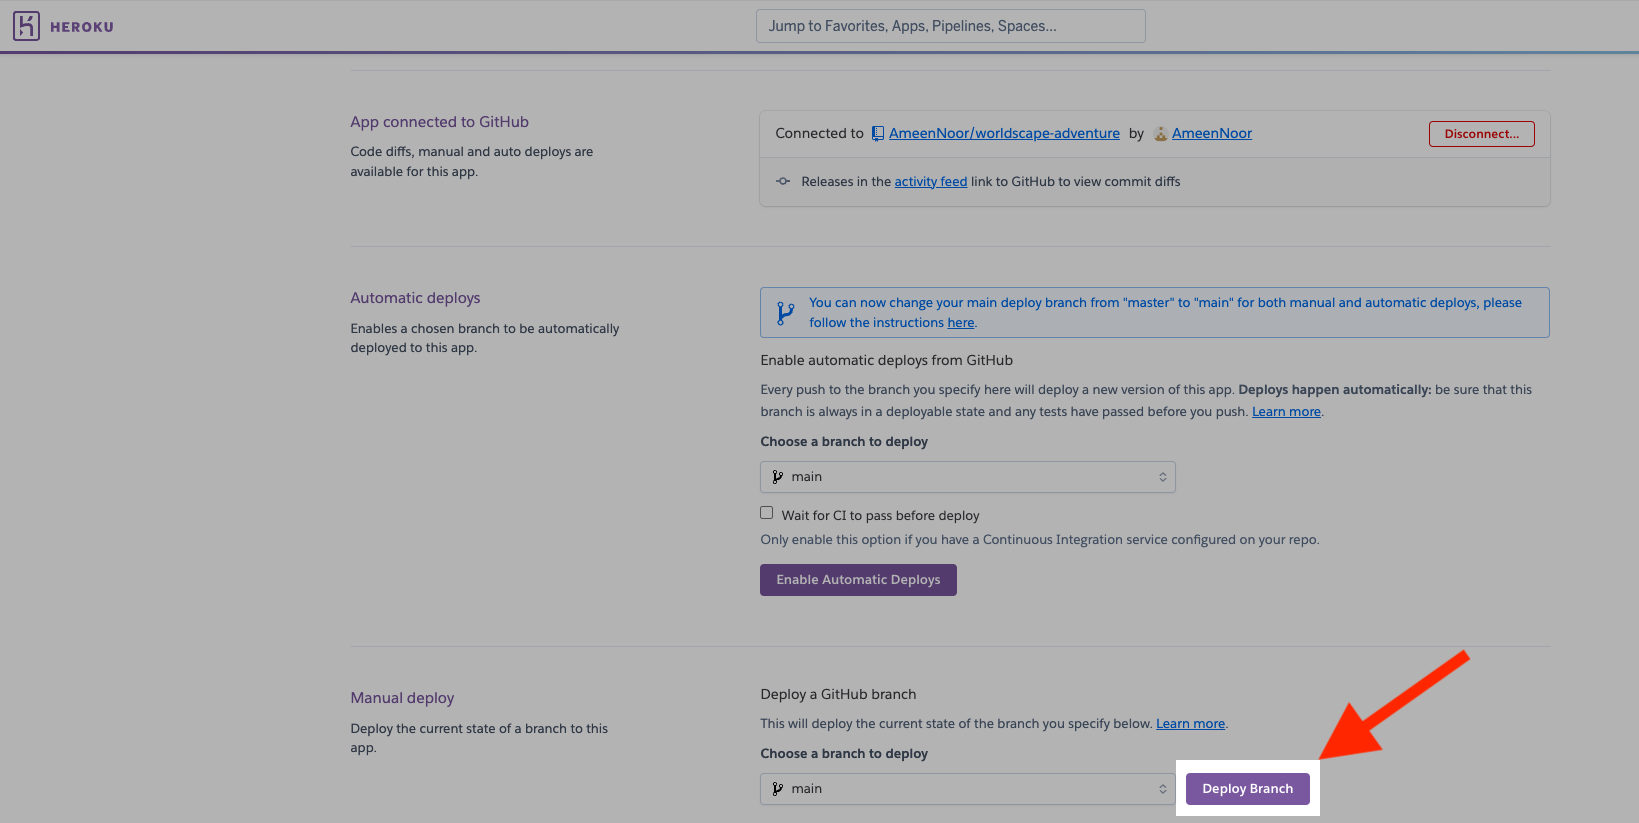 HEROKU
Jump to Favorites, Apps, Pipelines, Spaces...
App connected to GitHub
Code diffs, manual and auto deploys are
available for this app.
Connected to AmeenNoor/worldscape-adventure by AmeenNoor
Disconnect...
Releases in the activity feed link to GitHub to view commit diffs
Automatic deploys
Enables a chosen branch to be automatically
deployed to this app.
You can now change your main deploy branch from "master" to "main" for both manual and automatic deploys, please
follow the instructions here.
Enable automatic deploys from GitHub
Every push to the branch you specify here will deploy a new version of this app. Deploys happen automatically: be sure that this
branch is always in a deployable state and any tests have passed before you push. Learn more.
Choose a branch to deploy
main
Wait for CI to pass before deploy
Only enable this option if you have a Continuous Integration service configured on your repo.
Enable Automatic Deploys
Manual deploy
Deploy the current state of a branch to this
app.
Deploy a GitHub branch
This will deploy the current state of the branch you specify below. Learn more.
Choose a branch to deploy
main
Deploy Branch